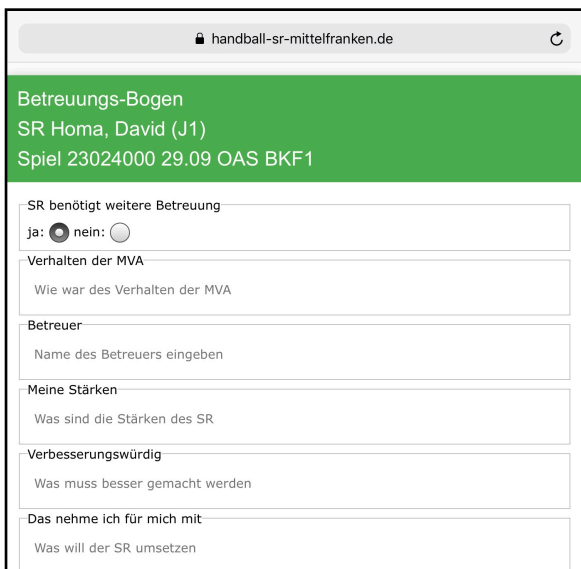 handball-sr-mittelfranken.de
Betreuungs-Bogen
SR Homa, David (J1)
Spiel 23024000 29.09 OAS BKF1
SR benötigt weitere Betreuung
ja: nein:
Verhalten der MVA
Wie war des Verhalten der MVA
Betreuer
Name des Betreuers eingeben
Meine Stärken
Was sind die Stärken des SR
Verbesserungswürdig
Was muss besser gemacht werden
Das nehme ich für mich mit
Was will der SR umsetzen